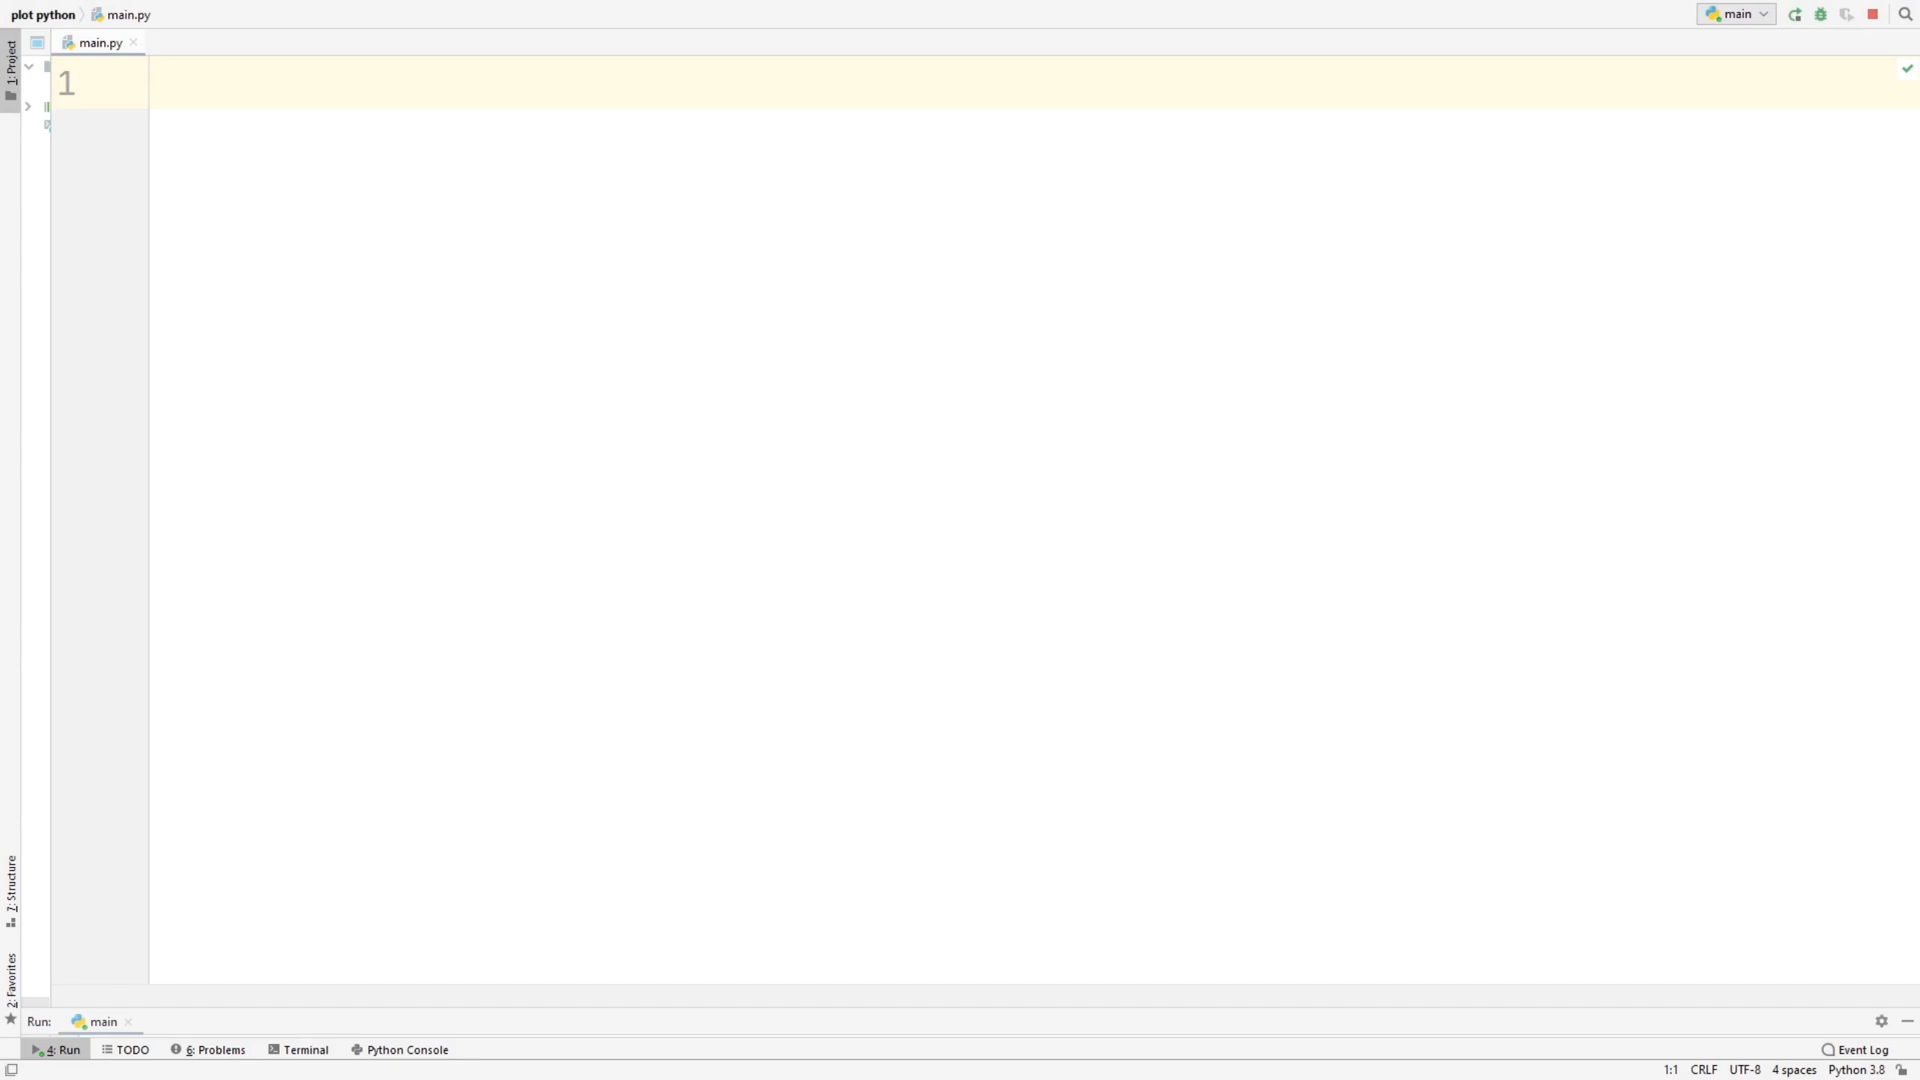 plot python main.py
main
main.py
1: Project
1
7: Structure
2: Favorites
Run: main
4: Run TODO 6: Problems Terminal Python Console
Event Log
1:1 CRLF UTF-8 4 spaces Python 3.8